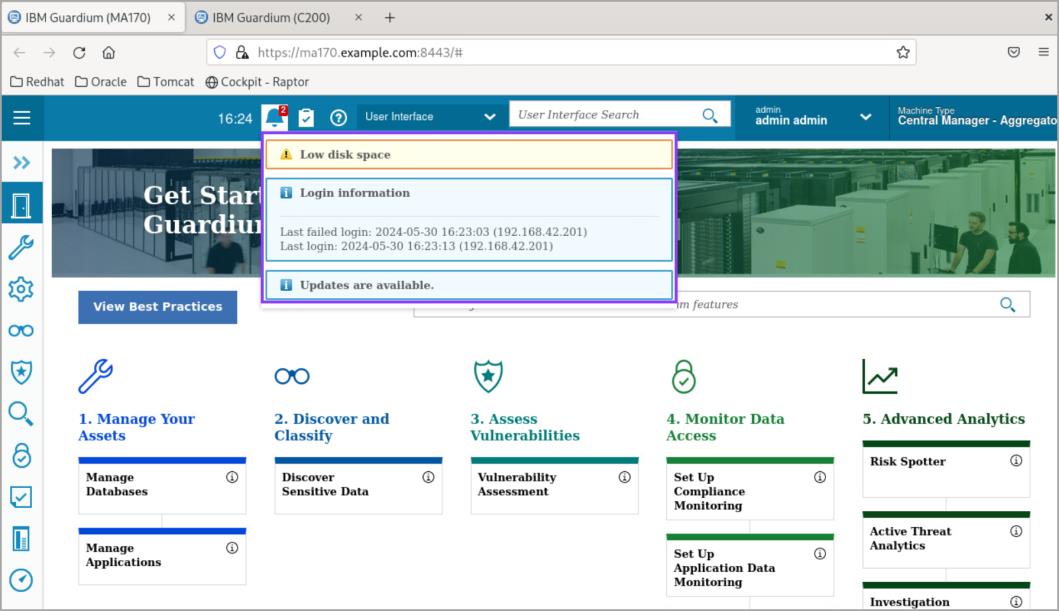 IBM Guardium (MA170)
IBM Guardium (C200)
https://ma170.example.com:8443/#
Redhat
Oracle
Tomcat
Cockpit - Raptor
16:24
2
User Interface
User Interface Search
admin
admin admin
Machine Type
Central Manager - Aggregato
Low disk space
Login information
Last failed login: 2024-05-30 16:23:03 (192.168.42.201)
Last login: 2024-05-30 16:23:13 (192.168.42.201)
Updates are available.
Get Start
Guardium
View Best Practices
features
1. Manage Your
Assets
Manage
Databases
Manage
Applications
2. Discover and
Classify
Discover
Sensitive Data
3. Assess
Vulnerabilities
Vulnerability
Assessment
4. Monitor Data
Access
Set Up
Compliance
Monitoring
Set Up
Application Data
Monitoring
5. Advanced Analytics
Risk Spotter
Active Threat
Analytics
Investigation